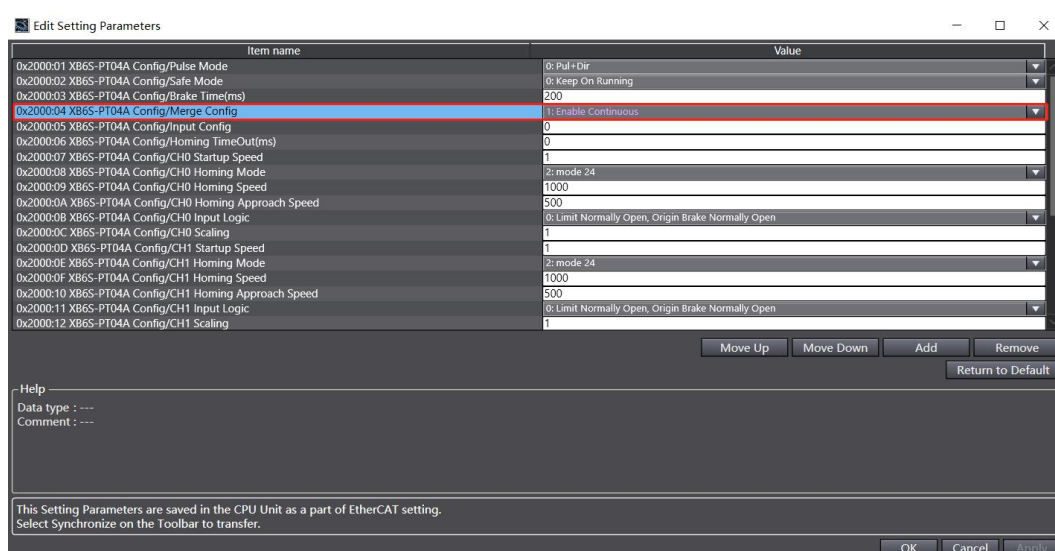 Edit Setting Parameters
Item name Value
0x2000:01 XB6S-PT04A Config/Pulse Mode 0: Pul+Dir
0x2000:02 XB6S-PT04A Config/Safe Mode 0: Keep On Running
0x2000:03 XB6S-PT04A Config/Brake Time(ms) 200
0x2000:04 XB6S-PT04A Config/Merge Config 1: Enable Continuous
0x2000:05 XB6S-PT04A Config/Input Config 0
0x2000:06 XB6S-PT04A Config/Homing TimeOut(ms) 0
0x2000:07 XB6S-PT04A Config/CH0 Startup Speed 1
0x2000:08 XB6S-PT04A Config/CH0 Homing Mode 2: mode 24
0x2000:09 XB6S-PT04A Config/CH0 Homing Speed 1000
0x2000:0A XB6S-PT04A Config/CH0 Homing Approach Speed 500
0x2000:0B XB6S-PT04A Config/CH0 Input Logic 0: Limit Normally Open, Origin Brake Normally Open
0x2000:0C XB6S-PT04A Config/CH0 Scaling 1
0x2000:0D XB6S-PT04A Config/CH1 Startup Speed 1
0x2000:0E XB6S-PT04A Config/CH1 Homing Mode 2: mode 24
0x2000:0F XB6S-PT04A Config/CH1 Homing Speed 1000
0x2000:10 XB6S-PT04A Config/CH1 Homing Approach Speed 500
0x2000:11 XB6S-PT04A Config/CH1 Input Logic 0: Limit Normally Open, Origin Brake Normally Open
0x2000:12 XB6S-PT04A Config/CH1 Scaling 1
Move Up Move Down Add Remove
Return to Default
Help
Data type : ---
Comment : ---
This Setting Parameters are saved in the CPU Unit as a part of EtherCAT setting.
Select Synchronize on the Toolbar to transfer.
OK Cancel Apply